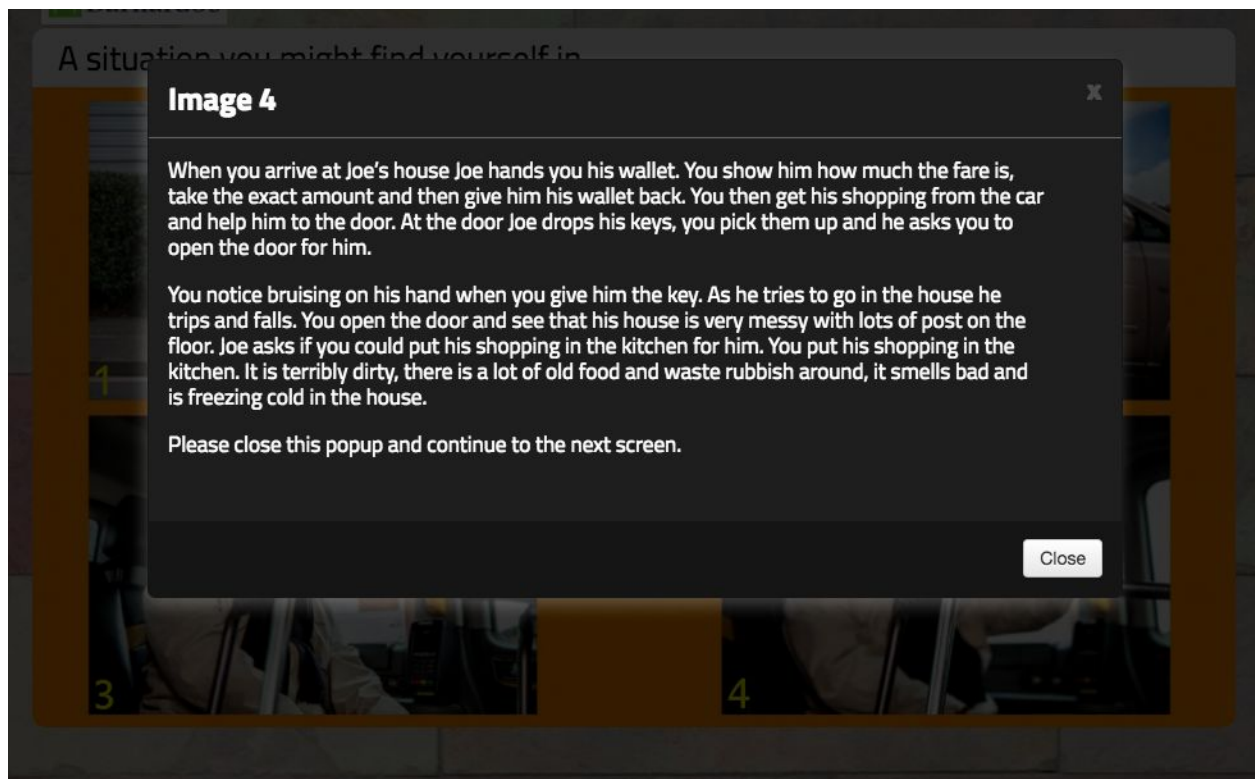 A situation you might find yourself in
Image 4
x
When you arrive at Joe's house Joe hands you his wallet. You show him how much the fare is,
take the exact amount and then give him his wallet back. You then get his shopping from the car
and help him to the door. At the door Joe drops his keys, you pick them up and he asks you to
open the door for him.
You notice bruising on his hand when you give him the key. As he tries to go in the house he
trips and falls. You open the door and see that his house is very messy with lots of post on the
floor. Joe asks if you could put his shopping in the kitchen for him. You put his shopping in the
kitchen. It is terribly dirty, there is a lot of old food and waste rubbish around, it smells bad and
is freezing cold in the house.
Please close this popup and continue to the next screen.
Close
1
3
4